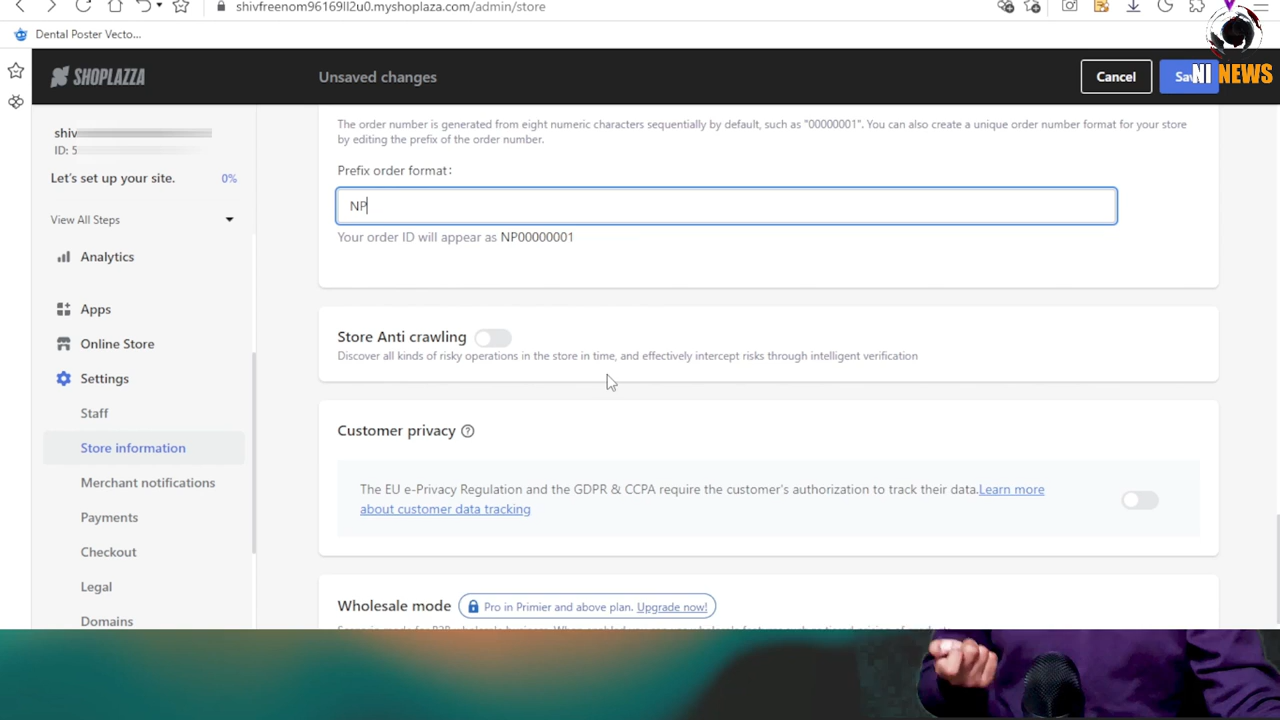 shivfreenom96169ll2u0.myshoplaza.com/admin/store
Dental Poster Vecto...
SHOPLAZZA
Unsaved changes
Cancel
NI NEWS
shiv
ID: 5
Let's set up your site. 0%
View All Steps
Analytics
Apps
Online Store
Settings
Staff
Store information
Merchant notifications
Payments
Checkout
Legal
Domains
The order number is generated from eight numeric characters sequentially by default, such as "00000001". You can also create a unique order number format for your store
by editing the prefix of the order number.
Prefix order format:
NP
Your order ID will appear as NP00000001
Store Anti crawling
Discover all kinds of risky operations in the store in time, and effectively intercept risks through intelligent verification
Customer privacy
The EU e-Privacy Regulation and the GDPR & CCPA require the customer's authorization to track their data.Learn more
about customer data tracking
Wholesale mode Pro in Primier and above plan. Upgrade now!